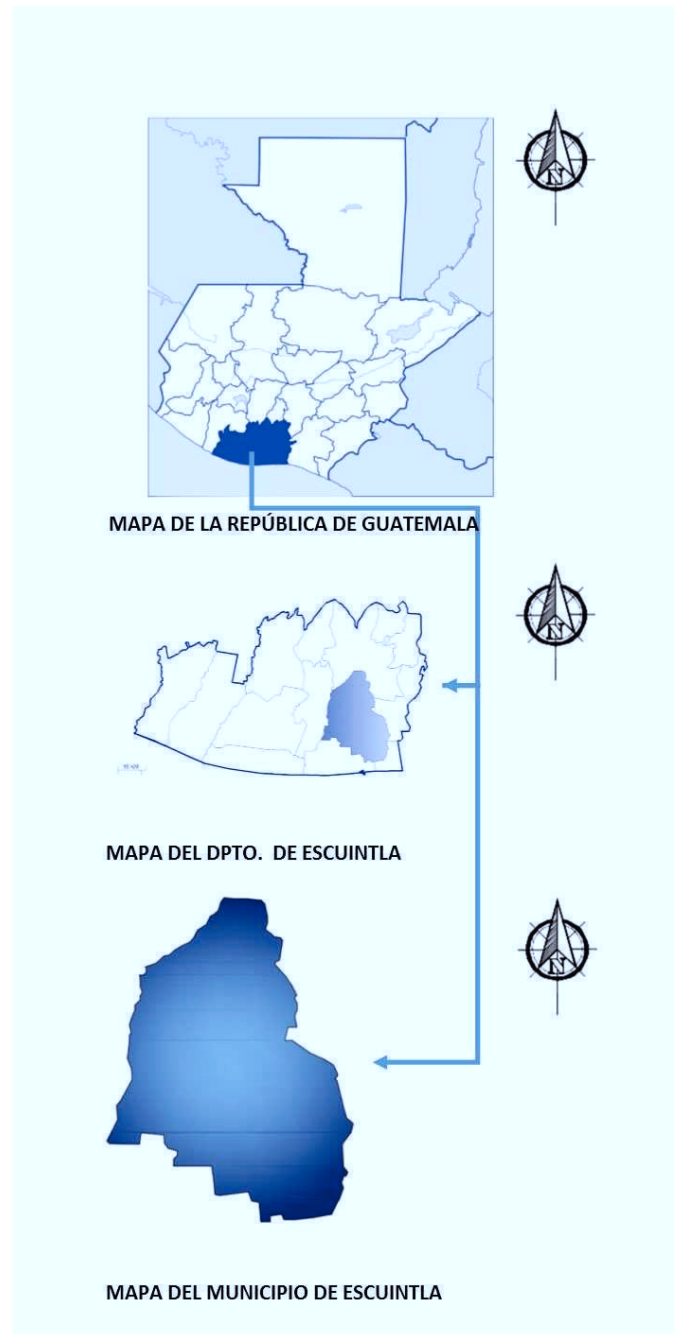 N
MAPA DE LA REPÚBLICA DE GUATEMALA
N
MAPA DEL DPTO. DE ESCUINTLA
N
MAPA DEL MUNICIPIO DE ESCUINTLA